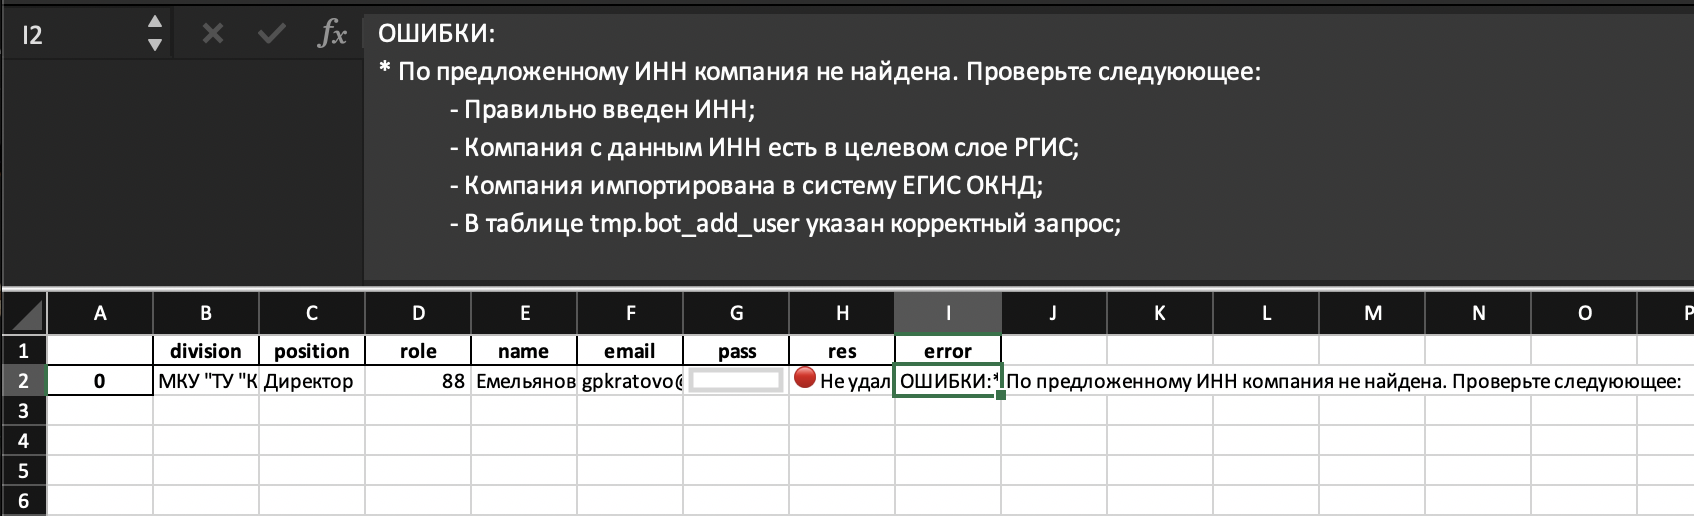 I2 fx ОШИБКИ:
* По предложенному ИНН компания не найдена. Проверьте следуюющее:
- Правильно введен ИНН;
- Компания с данным ИНН есть в целевом слое РГИС;
- Компания импортирована в систему ЕГИС ОКНД;
- В таблице tmp.bot_add_user указан корректный запрос;
A B C D E F G H I J K L M N O P
1 division position role name email pass res error
2 0 МКУ "ТУ "К Директор 88 Емельянов gpkratovo@ Не удал ОШИБКИ:* По предложенному ИНН компания не найдена. Проверьте следуюющее:
3
4
5
6